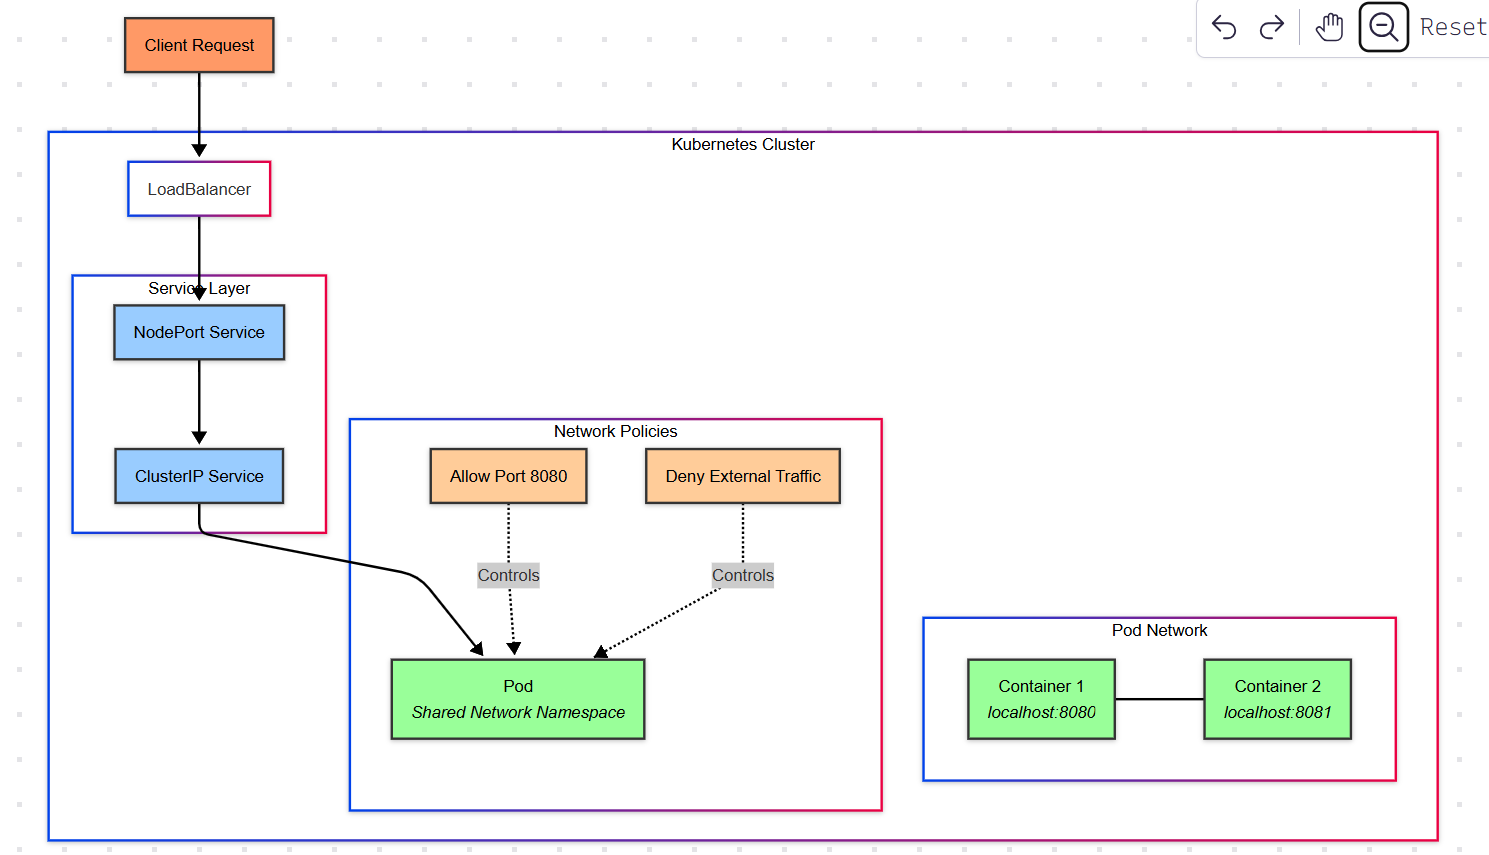 Reset
Client Request
Kubernetes Cluster
LoadBalancer
Service Layer
NodePort Service
ClusterIP Service
Network Policies
Allow Port 8080
Deny External Traffic
Controls
Controls
Pod
Shared Network Namespace
Pod Network
Container 1
localhost:8080
Container 2
localhost:8081